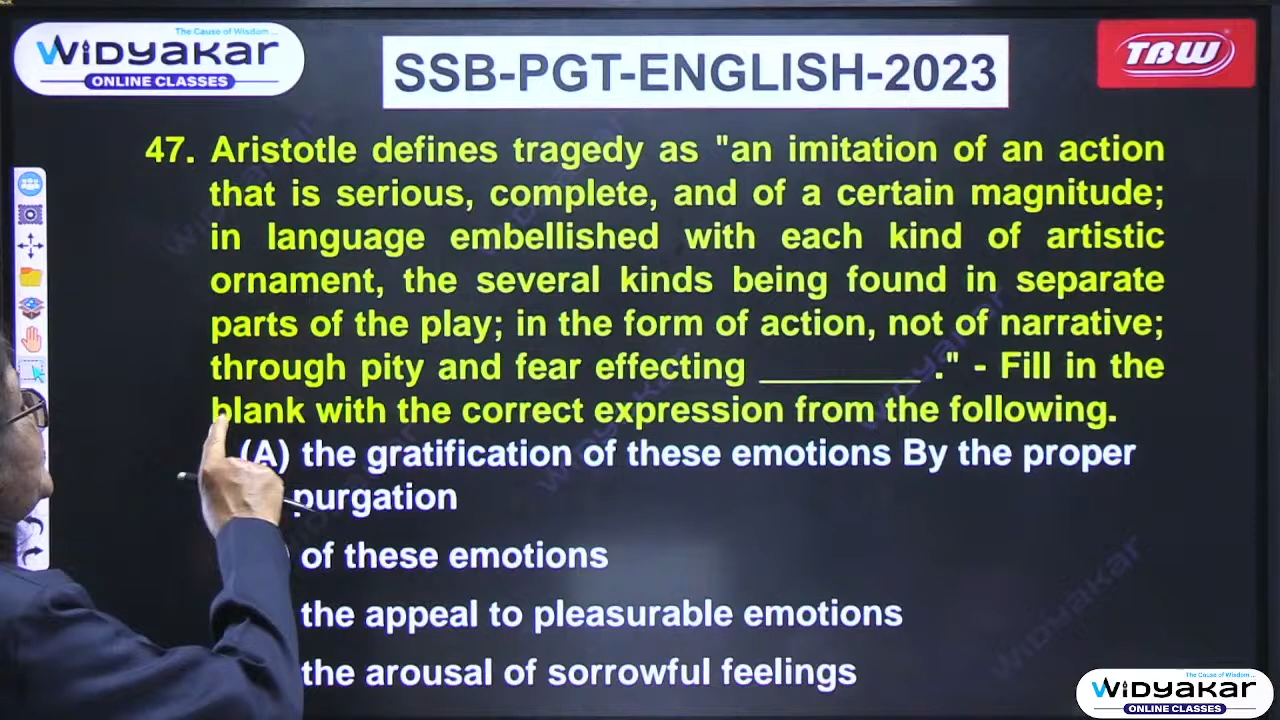 The Cause of Wisdom ...
Widyakar
ONLINE CLASSES
SSB-PGT-ENGLISH-2023
TBW
47. Aristotle defines tragedy as "an imitation of an action
that is serious, complete, and of a certain magnitude;
in language embellished with each kind of artistic
ornament, the several kinds being found in separate
parts of the play; in the form of action, not of narrative;
through pity and fear effecting ________ ." - Fill in the
blank with the correct expression from the following.
(A) the gratification of these emotions By the proper
purgation
of these emotions
the appeal to pleasurable emotions
the arousal of sorrowful feelings
The Cause of Wisdom ...
Widyakar
ONLINE CLASSES